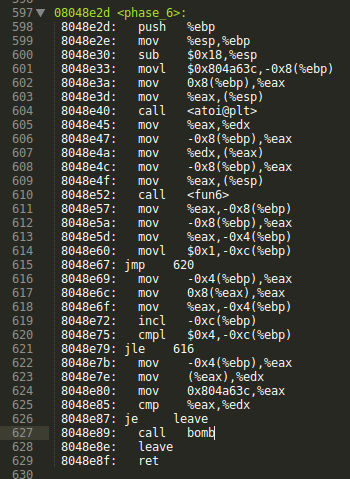 597 08048e2d <phase_6>:
598 8048e2d: push %ebp
599 8048e2e: mov %esp,%ebp
600 8048e30: sub $0x18,%esp
601 8048e33: movl $0x804a63c,-0x8(%ebp)
602 8048e3a: mov 0x8(%ebp),%eax
603 8048e3d: mov %eax,(%esp)
604 8048e40: call <atoi@plt>
605 8048e45: mov %eax,%edx
606 8048e47: mov -0x8(%ebp),%eax
607 8048e4a: mov %edx,(%eax)
608 8048e4c: mov -0x8(%ebp),%eax
609 8048e4f: mov %eax,(%esp)
610 8048e52: call <fun6>
611 8048e57: mov %eax,-0x8(%ebp)
612 8048e5a: mov -0x8(%ebp),%eax
613 8048e5d: mov %eax,-0x4(%ebp)
614 8048e60: movl $0x1,-0xc(%ebp)
615 8048e67: jmp 620
616 8048e69: mov -0x4(%ebp),%eax
617 8048e6c: mov 0x8(%eax),%eax
618 8048e6f: mov %eax,-0x4(%ebp)
619 8048e72: incl -0xc(%ebp)
620 8048e75: cmpl $0x4,-0xc(%ebp)
621 8048e79: jle 616
622 8048e7b: mov -0x4(%ebp),%eax
623 8048e7e: mov (%eax),%edx
624 8048e80: mov 0x804a63c,%eax
625 8048e85: cmp %eax,%edx
626 8048e87: je leave
627 8048e89: call bomb
628 8048e8e: leave
629 8048e8f: ret